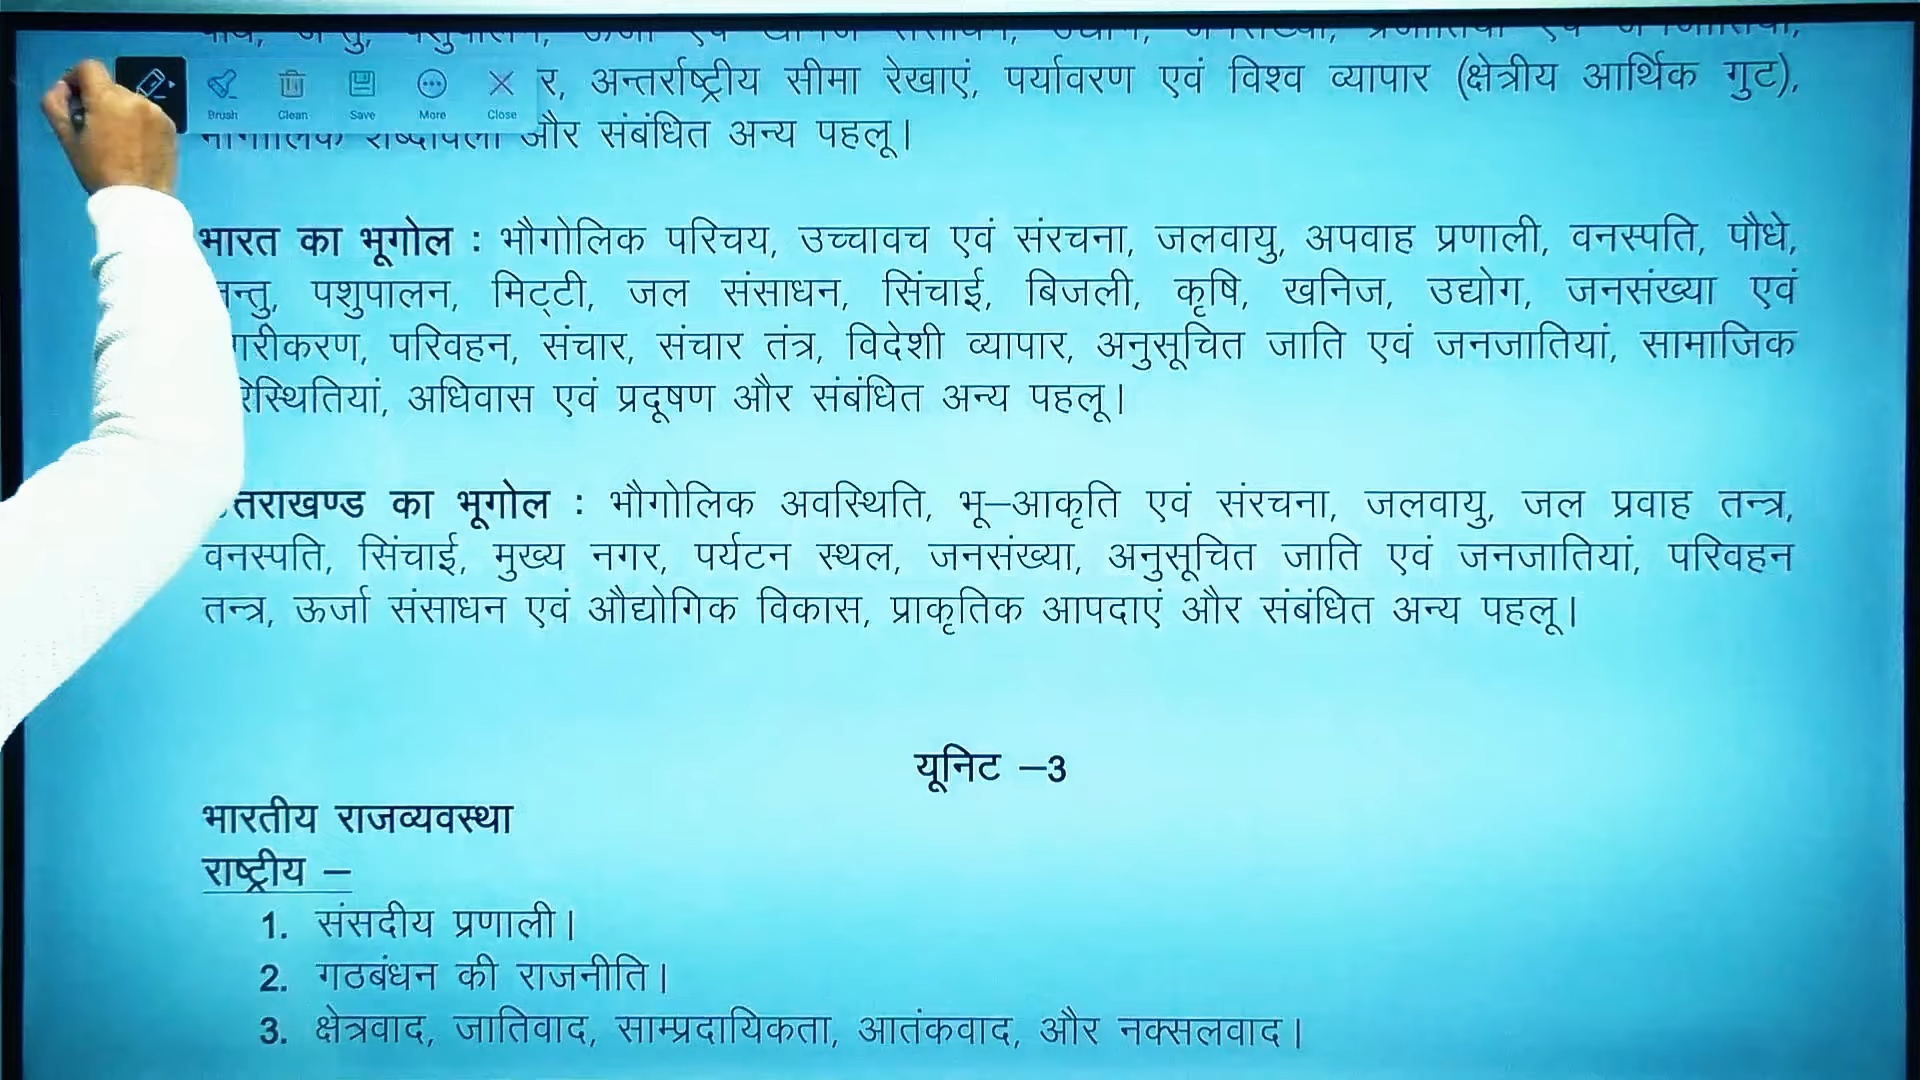 र, अन्तर्राष्ट्रीय सीमा रेखाएं, पर्यावरण एवं विश्व व्यापार (क्षेत्रीय आर्थिक गुट),
Brush Clean Save More Close
और संबंधित अन्य पहलू।
भारत का भूगोल : भौगोलिक परिचय, उच्चावच एवं संरचना, जलवायु, अपवाह प्रणाली, वनस्पति, पौधे,
न्तु, पशुपालन, मिट्टी, जल संसाधन, सिंचाई, बिजली, कृषि, खनिज, उद्योग, जनसंख्या एवं
गरीकरण, परिवहन, संचार, संचार तंत्र, विदेशी व्यापार, अनुसूचित जाति एवं जनजातियां, सामाजिक
रिस्थितियां, अधिवास एवं प्रदूषण और संबंधित अन्य पहलू।
त्तराखण्ड का भूगोल : भौगोलिक अवस्थिति, भू–आकृति एवं संरचना, जलवायु, जल प्रवाह तन्त्र,
वनस्पति, सिंचाई, मुख्य नगर, पर्यटन स्थल, जनसंख्या, अनुसूचित जाति एवं जनजातियां, परिवहन
तन्त्र, ऊर्जा संसाधन एवं औद्योगिक विकास, प्राकृतिक आपदाएं और संबंधित अन्य पहलू।
यूनिट –3
भारतीय राजव्यवस्था
राष्ट्रीय –
1. संसदीय प्रणाली।
2. गठबंधन की राजनीति।
3. क्षेत्रवाद, जातिवाद, साम्प्रदायिकता, आतंकवाद, और नक्सलवाद।